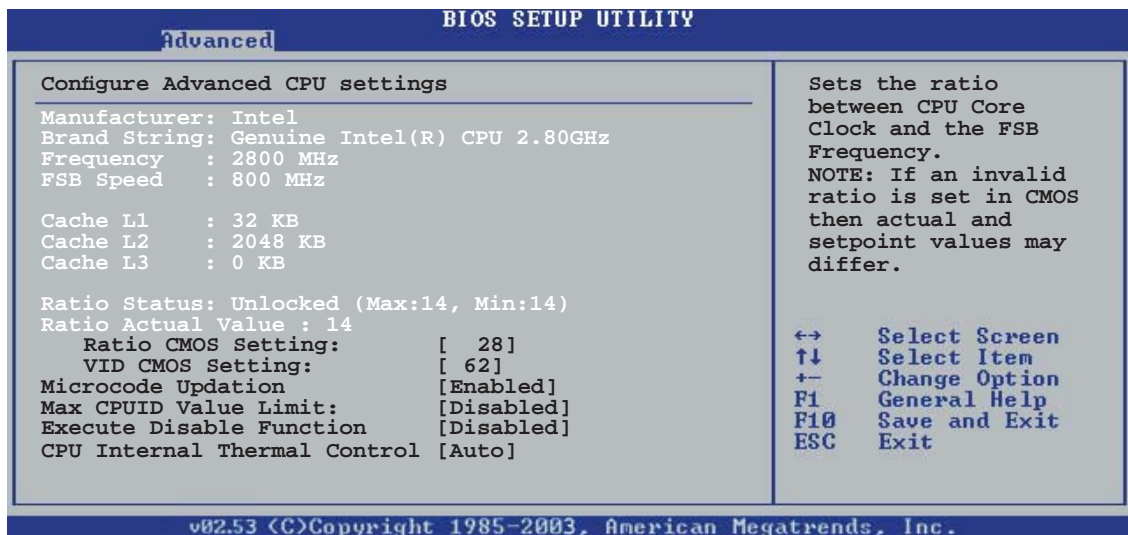 BIOS SETUP UTILITY
Advanced
Configure Advanced CPU settings
Manufacturer: Intel
Brand String: Genuine Intel(R) CPU 2.80GHz
Frequency : 2800 MHz
FSB Speed : 800 MHz
Cache L1 : 32 KB
Cache L2 : 2048 KB
Cache L3 : 0 KB
Ratio Status: Unlocked (Max:14, Min:14)
Ratio Actual Value : 14
Ratio CMOS Setting: [ 28]
VID CMOS Setting: [ 62]
Microcode Updation [Enabled]
Max CPUID Value Limit: [Disabled]
Execute Disable Function [Disabled]
CPU Internal Thermal Control [Auto]
Sets the ratio
between CPU Core
Clock and the FSB
Frequency.
NOTE: If an invalid
ratio is set in CMOS
then actual and
setpoint values may
differ.
←→ Select Screen
↑↓ Select Item
+- Change Option
F1 General Help
F10 Save and Exit
ESC Exit
v02.53 (C)Copyright 1985-2003, American Megatrends, Inc.